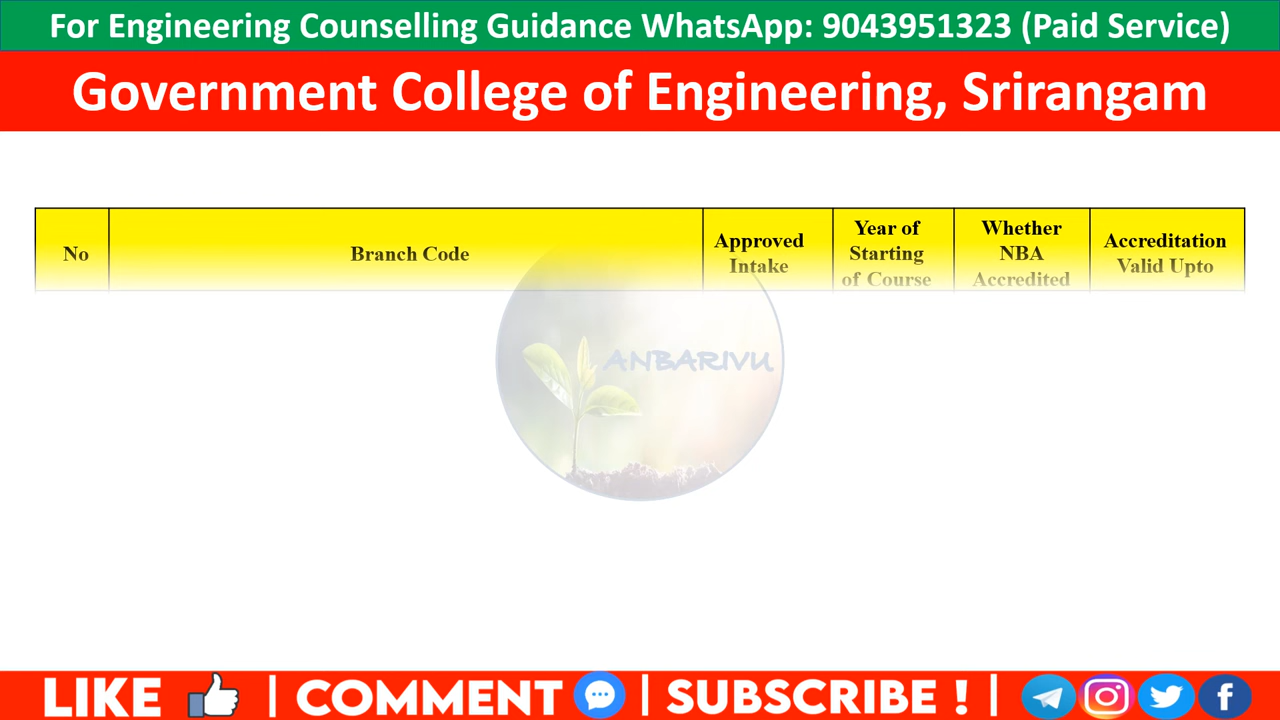 For Engineering Counselling Guidance WhatsApp: 9043951323 (Paid Service)
Government College of Engineering, Srirangam
No
Branch Code
Approved
Intake
Year of
Starting
of Course
Whether
NBA
Accredited
Accreditation
Valid Upto
ANBARIVU
LIKE | COMMENT | SUBSCRIBE ! |